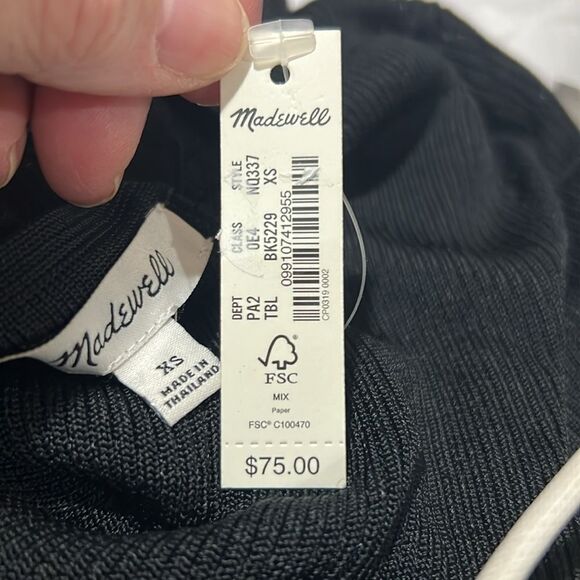 Madewell
DEPT CLASS STYLE
PA2 0E4 NQ337
TBL BK5229 XS
099107412955
CP0319 0002
FSC®
MIX
Paper
FSC® C100470
$75.00
Madewell
XS
MADE IN
THAILAND